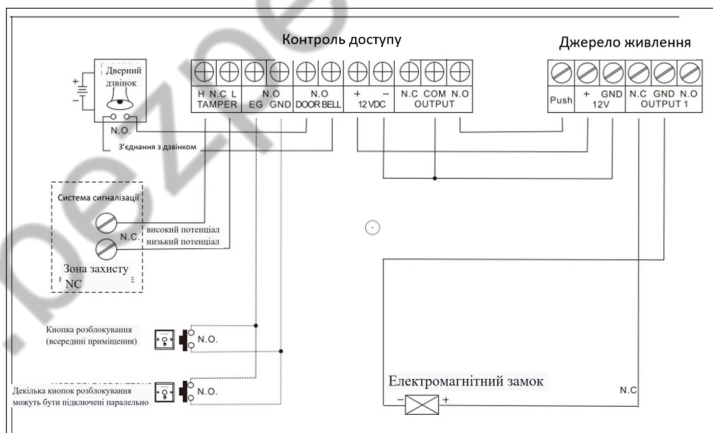 Контроль доступу
Джерело живлення
Дверний
дзвінок
+
−
N.O.
З'єднання з дзвінком
H N.C L
TAMPER
N.O
EG GND
N.O
DOOR BELL
+ −
12 VDC
N.C COM N.O
OUTPUT
Push
+ GND
12V
N.C GND N.O
OUTPUT 1
Система сигналізації
N.C.
високий потенціал
низький потенціал
Зона захисту
NC
Кнопка розблокування
(всередині приміщення)
N.O.
Декілька кнопок розблокування
можуть бути підключені паралельно
N.O.
Електромагнітний замок
N.C
− +